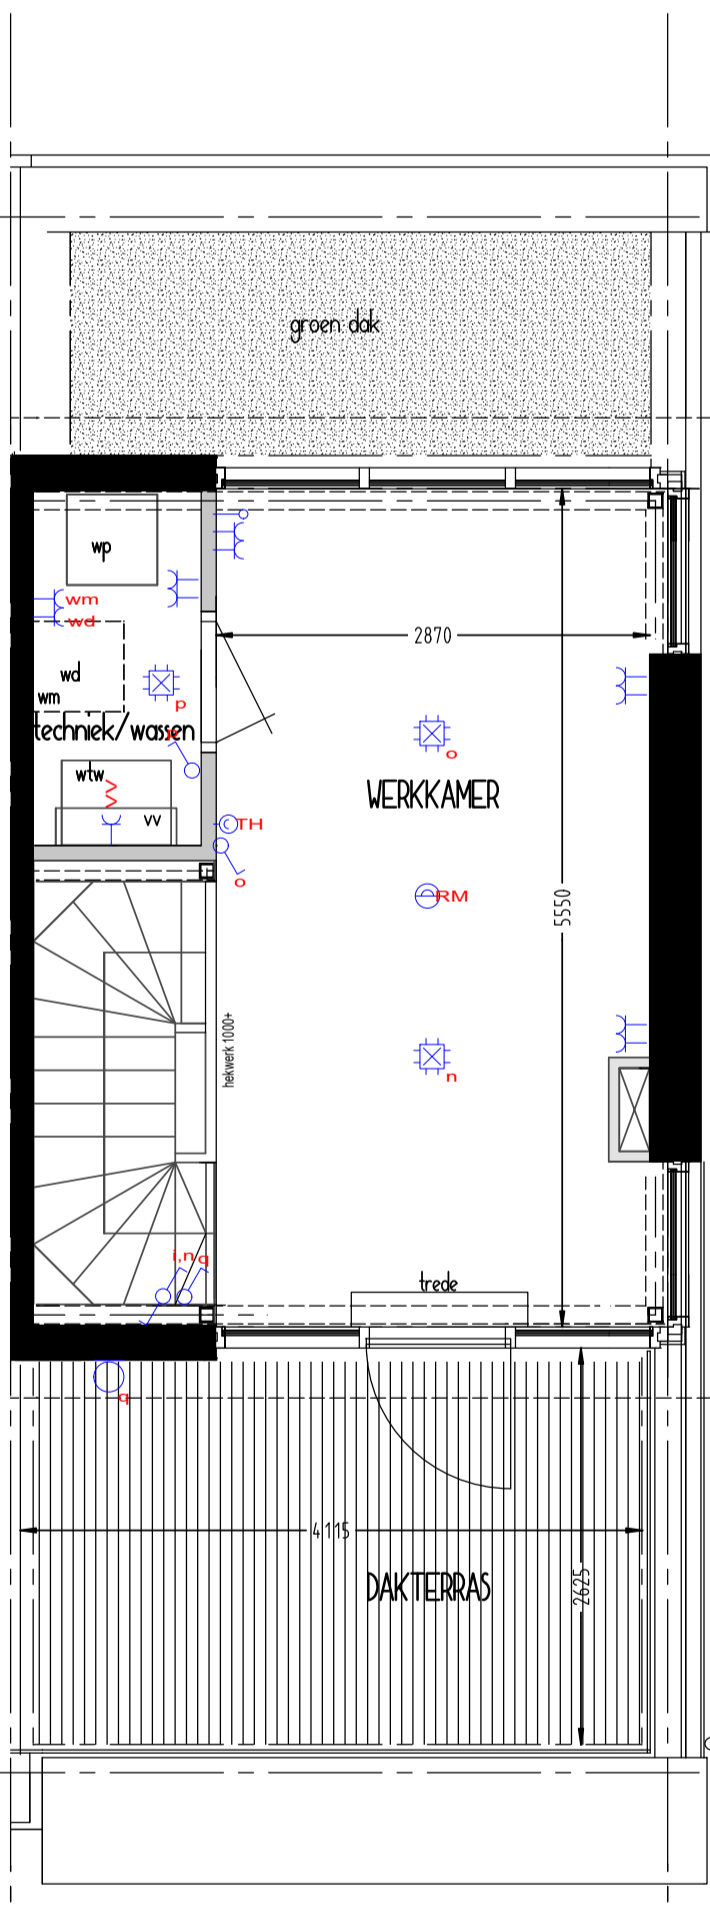 groen dak
wp
wm
wd
2870
wd
wm
p
techniek/wassen
p
o
wtw
VV
WERKKAMER
vv
TH
o
RM
5550
hekwerk 1000+
n
i,n q
trede
q
4115
DAKTERRAS
2625